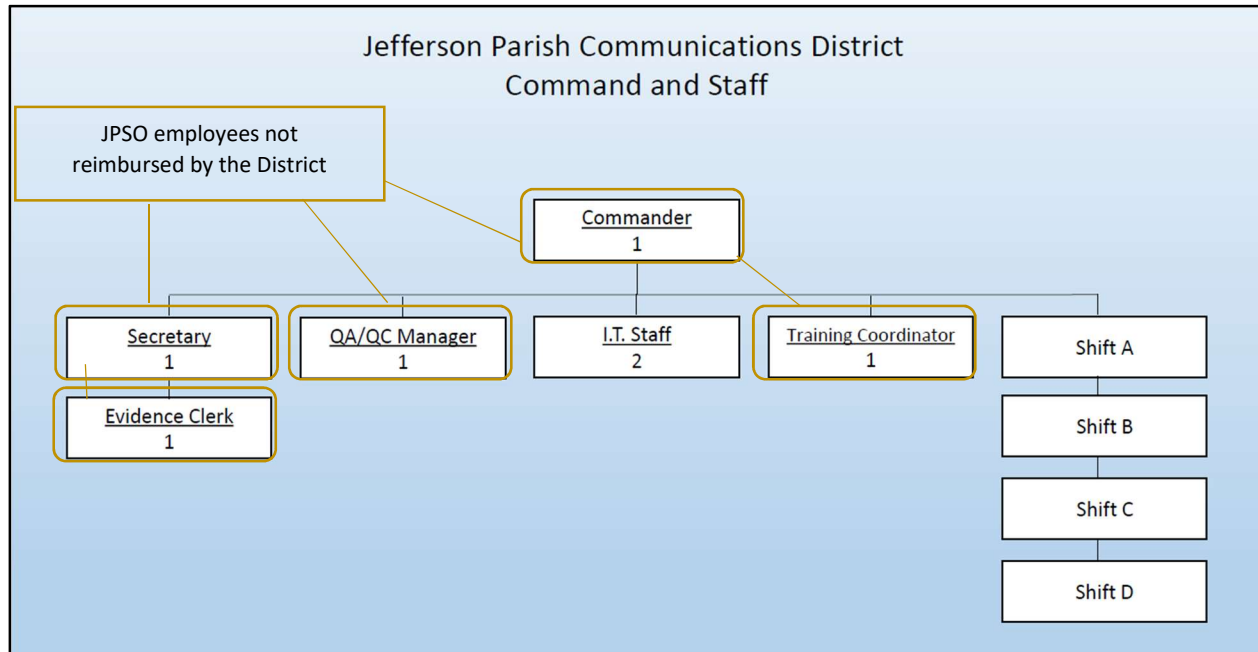 Jefferson Parish Communications District
Command and Staff
JPSO employees not
reimbursed by the District
Commander
1
Secretary
1
QA/QC Manager
1
I.T. Staff
2
Training Coordinator
1
Shift A
Evidence Clerk
1
Shift B
Shift C
Shift D